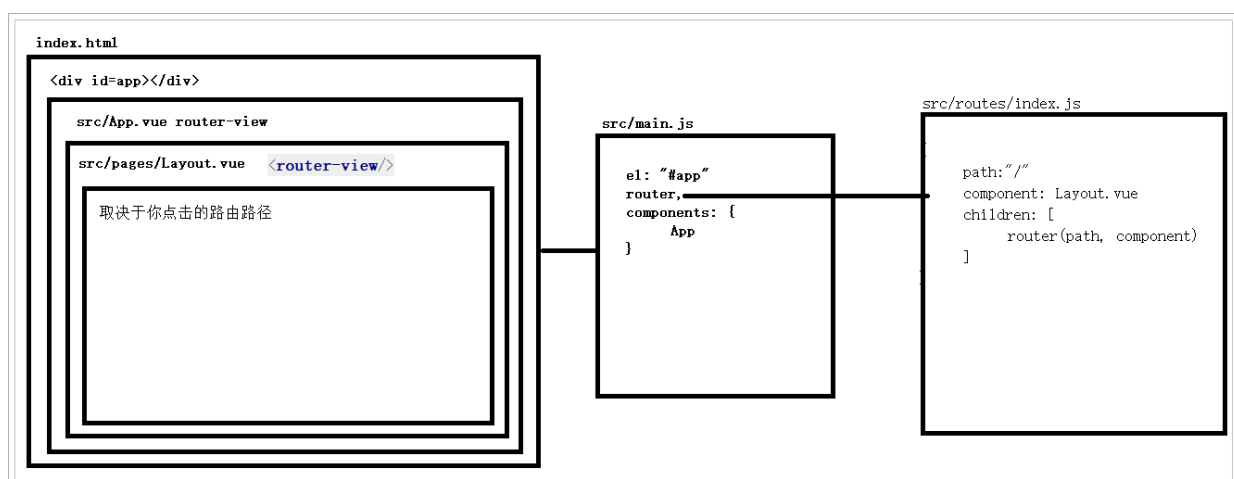 index.html
<div id=app></div>
src/App.vue router-view
src/pages/Layout.vue <router-view/>
取决于你点击的路由路径
src/main.js
el: "#app"
router,
components: {
App
}
src/routes/index.js
{
path:"/"
component: Layout.vue
children: [
router(path, component)
]
}